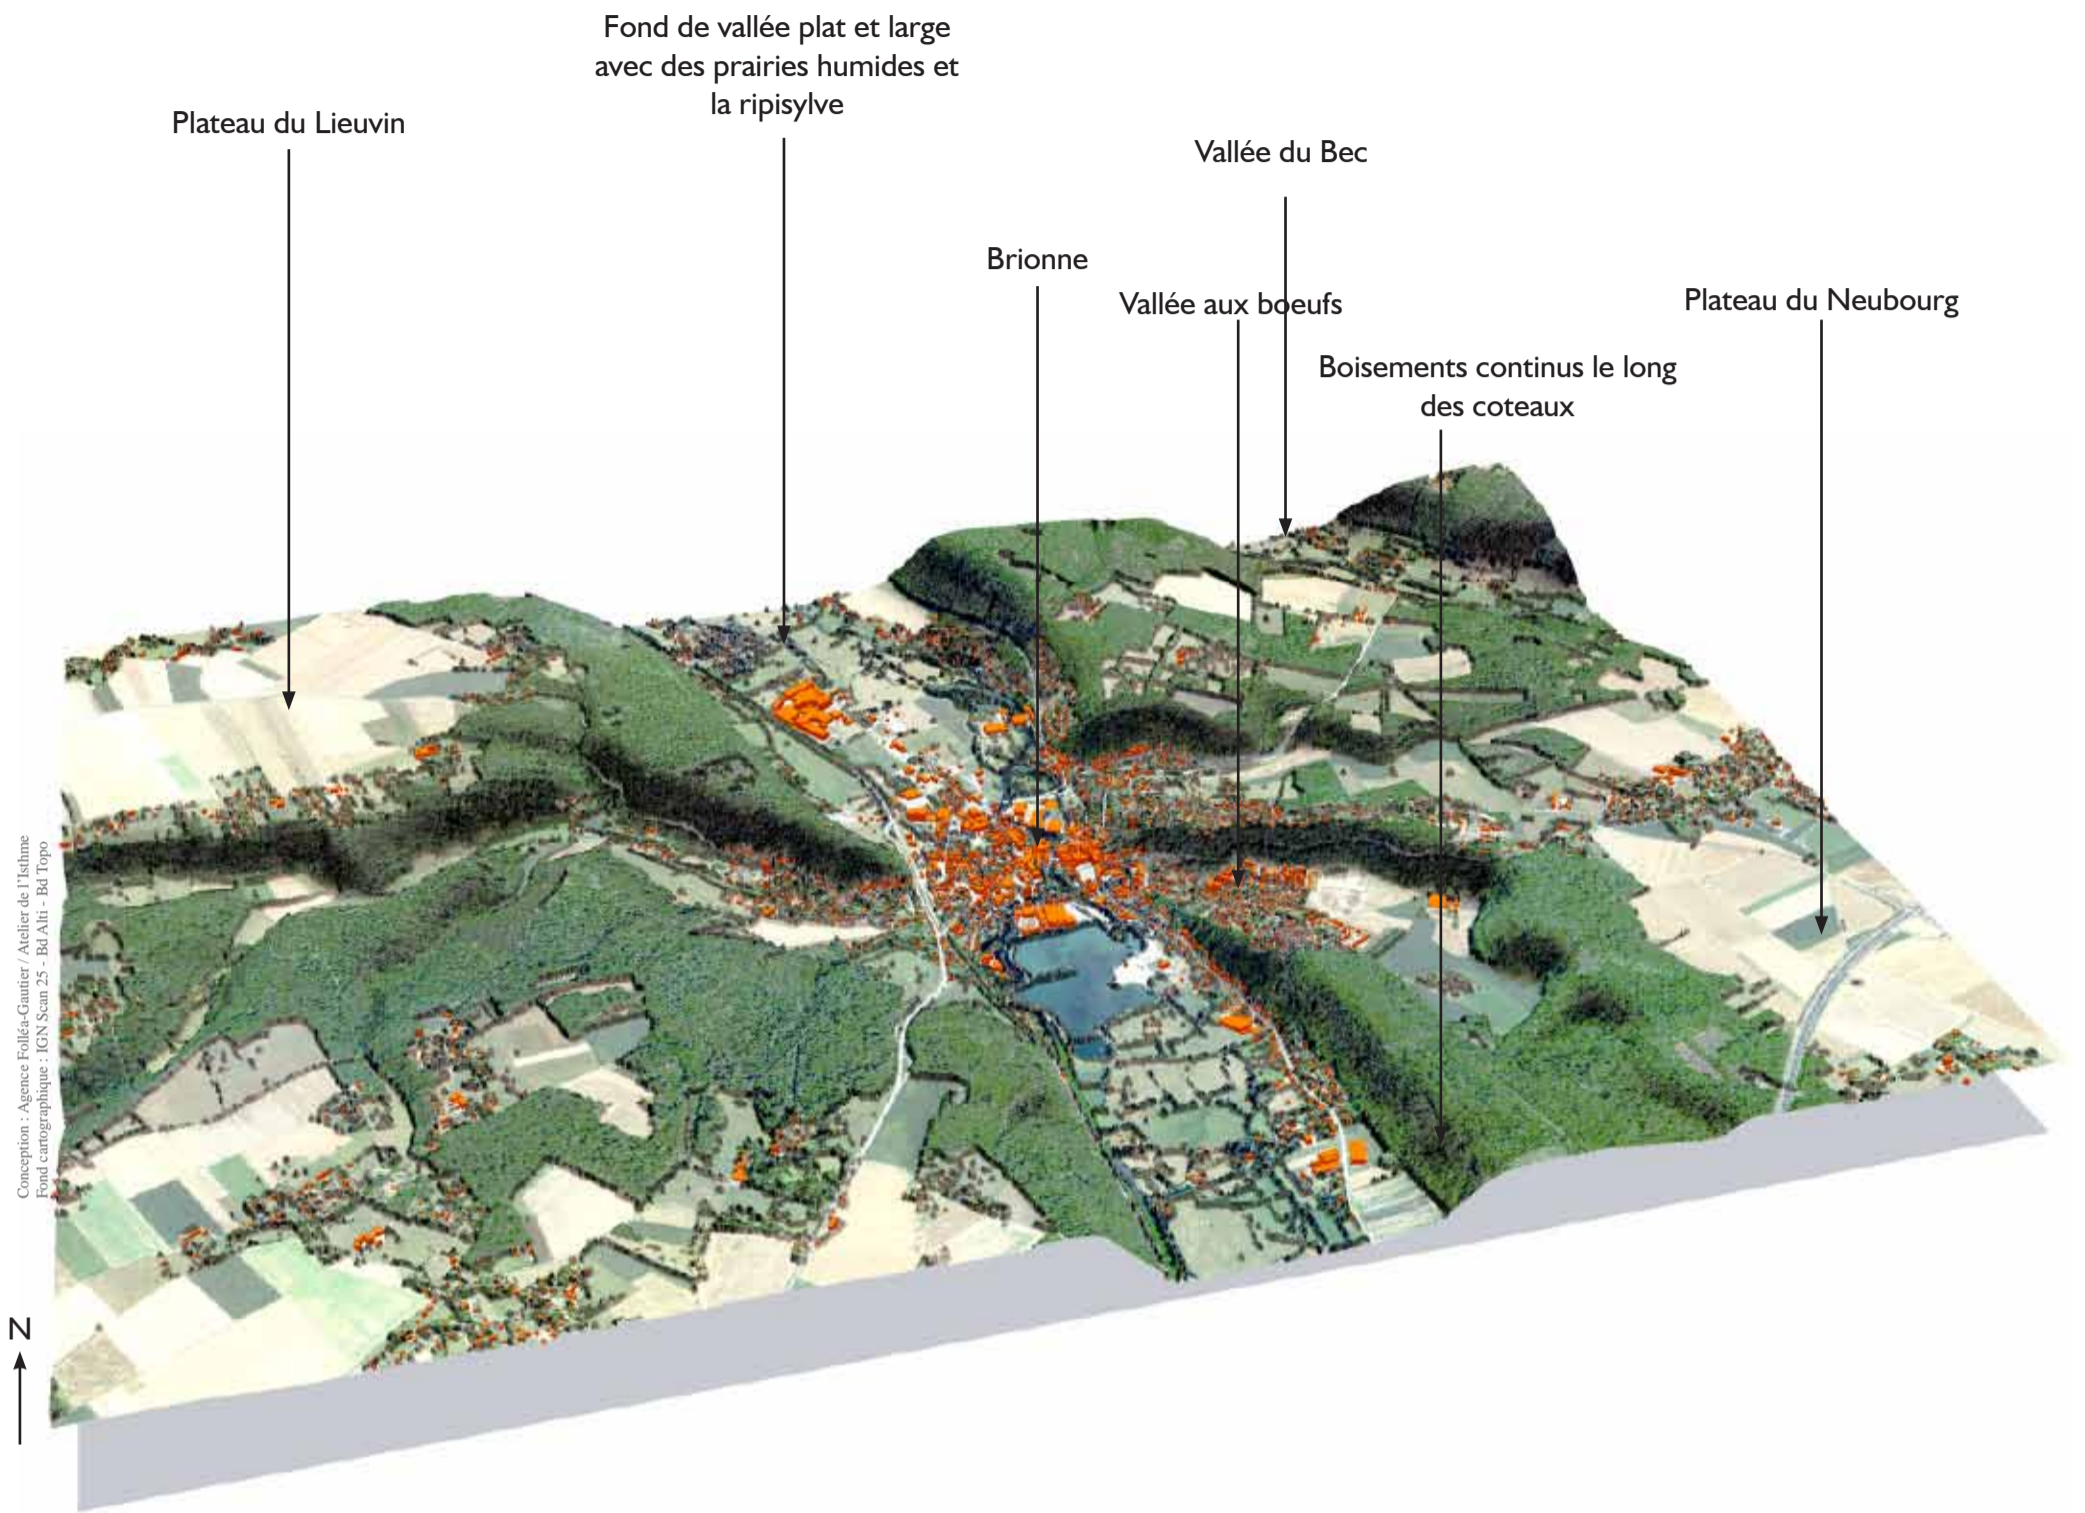 Fond de vallée plat et large
avec des prairies humides et
la ripisylve
Plateau du Lieuvin
Vallée du Bec
Brionne
Vallée aux boeufs
Plateau du Neubourg
Boisements continus le long
des coteaux
Conception : Agence Folléa-Gautier / Atelier de l'Isthme
Fond cartographique : IGN Scan 25 - Bd Alti - Bd Topo
N